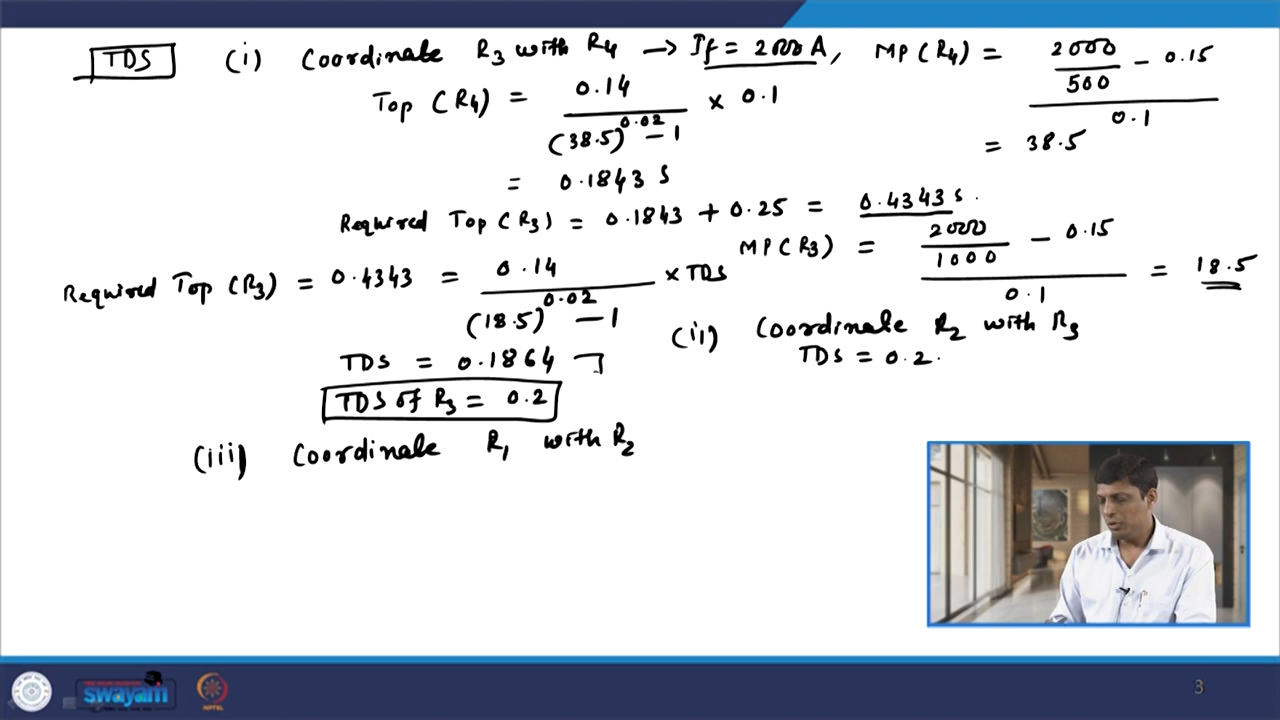 TDS (i) Coordinate R3 with R4 → If = 2000 A, MP(R4) = (2000/500 - 0.15)/0.1
Top (R4) = 0.14/((38.5)^0.02 - 1) × 0.1
= 38.5
= 0.1843 s
Required Top(R3) = 0.1843 + 0.25 = 0.4343 s.
MP(R3) = (2000/1000 - 0.15)/0.1 = 18.5
Required Top(R3) = 0.4343 = 0.14/((18.5)^0.02 - 1) × TDS
(ii) Coordinate R2 with R3
TDS = 0.1864
TDS = 0.2.
TDS of R3 = 0.2
(iii) Coordinate R1 with R2
swayam
NPTEL
3